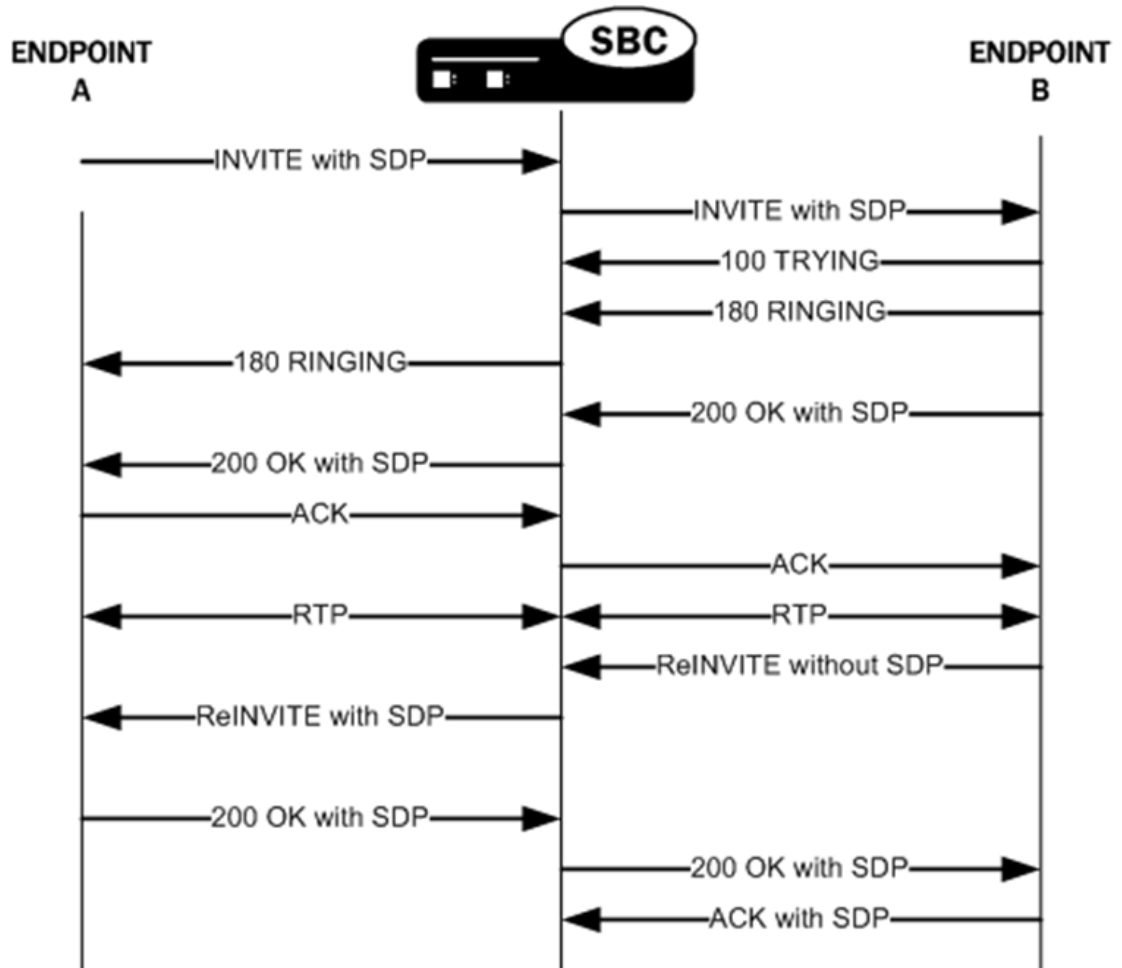 SBC
ENDPOINT
A
ENDPOINT
B
INVITE with SDP
INVITE with SDP
100 TRYING
180 RINGING
180 RINGING
200 OK with SDP
200 OK with SDP
ACK
ACK
RTP
RTP
ReINVITE without SDP
ReINVITE with SDP
200 OK with SDP
200 OK with SDP
ACK with SDP